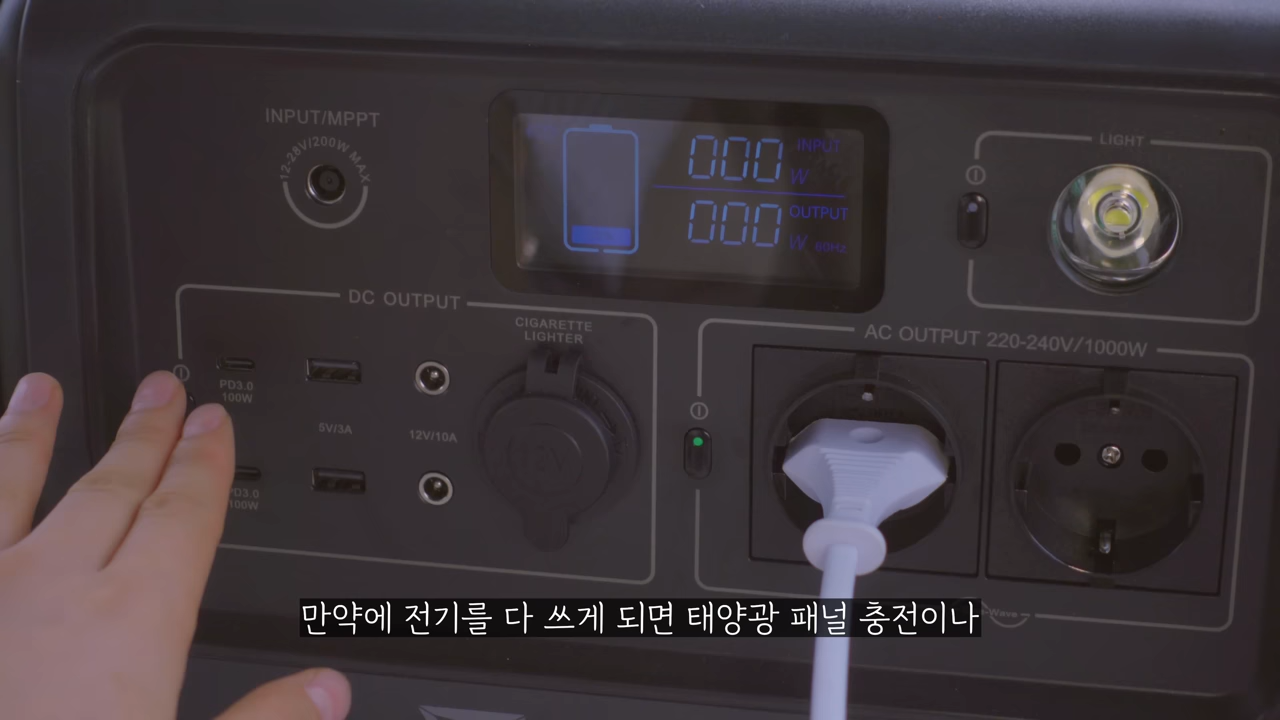 INPUT/MPPT
12-28V/200W MAX
000 INPUT
W
000 OUTPUT
W 60Hz
LIGHT
DC OUTPUT
CIGARETTE
LIGHTER
PD3.0
100W
5V/3A
12V/10A
12V
PD3.0
100W
AC OUTPUT 220-240V/1000W
만약에 전기를 다 쓰게 되면 태양광 패널 충전이나